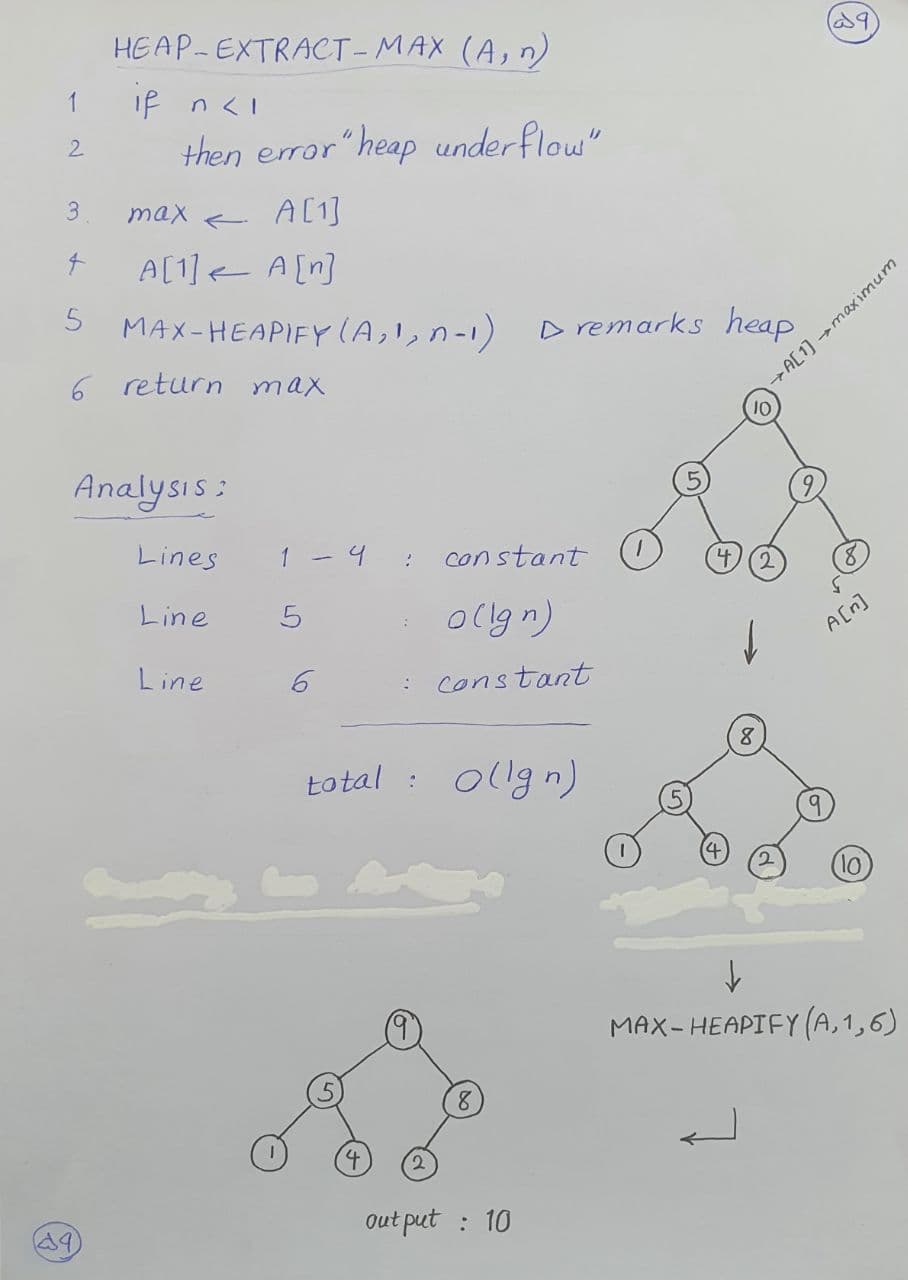 HEAP-EXTRACT-MAX (A, n)
1 if n < 1
2 then error "heap underflow"
3. max ← A[1]
4 A[1] ← A[n]
5 MAX-HEAPIFY (A, 1, n-1) ▷ remarks heap
6 return max
→ A[1] → maximum
10
5 9
1 4 2 8
A[n]
↓
Analysis:
Lines 1 - 4 : constant
Line 5 : O(lg n)
Line 6 : constant
total : O(lg n)
8
5 9
1 4 2 10
↓
MAX-HEAPIFY (A, 1, 6)
9
5 8
1 4 2
output : 10